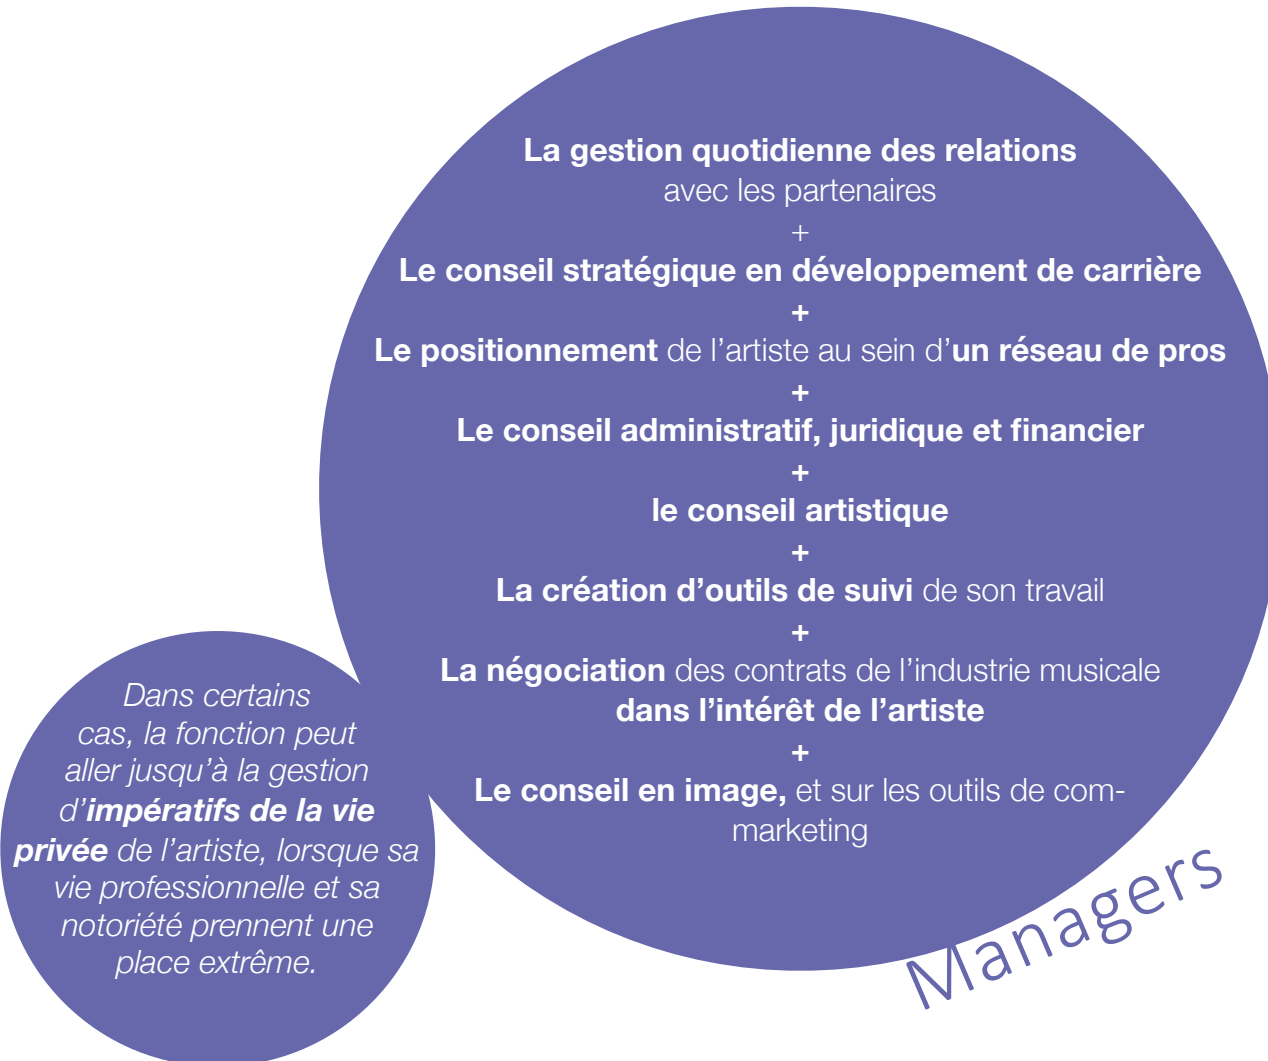 La gestion quotidienne des relations
avec les partenaires
+
Le conseil stratégique en développement de carrière
+
Le positionnement de l’artiste au sein d’un réseau de pros
+
Le conseil administratif, juridique et financier
+
le conseil artistique
+
La création d’outils de suivi de son travail
+
La négociation des contrats de l’industrie musicale
dans l’intérêt de l’artiste
+
Le conseil en image, et sur les outils de com-
marketing
Dans certains
cas, la fonction peut
aller jusqu’à la gestion
d’impératifs de la vie
privée de l’artiste, lorsque sa
vie professionnelle et sa
notoriété prennent une
place extrême.
Managers